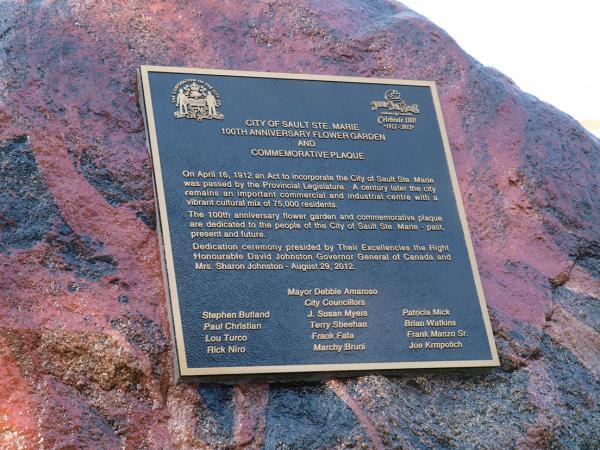 Celebrate 100!
1912 - 2012
CITY OF SAULT STE. MARIE
100TH ANNIVERSARY FLOWER GARDEN
AND
COMMEMORATIVE PLAQUE
On April 16, 1912 an Act to incorporate the City of Sault Ste. Marie
was passed by the Provincial Legislature. A century later the city
remains an important commercial and industrial centre with a
vibrant cultural mix of 75,000 residents.
The 100th anniversary flower garden and commemorative plaque
are dedicated to the people of the City of Sault Ste. Marie - past,
present and future.
Dedication ceremony presided by Their Excellencies the Right
Honourable David Johnston Governor General of Canada and
Mrs. Sharon Johnston - August 29, 2012.
Mayor Debbie Amaroso
City Councillors
Stephen Butland J. Susan Myers Patricia Mick
Paul Christian Terry Sheehan Brian Watkins
Lou Turco Frank Fata Frank Manzo Sr.
Rick Niro Marchy Bruni Joe Krmpotich